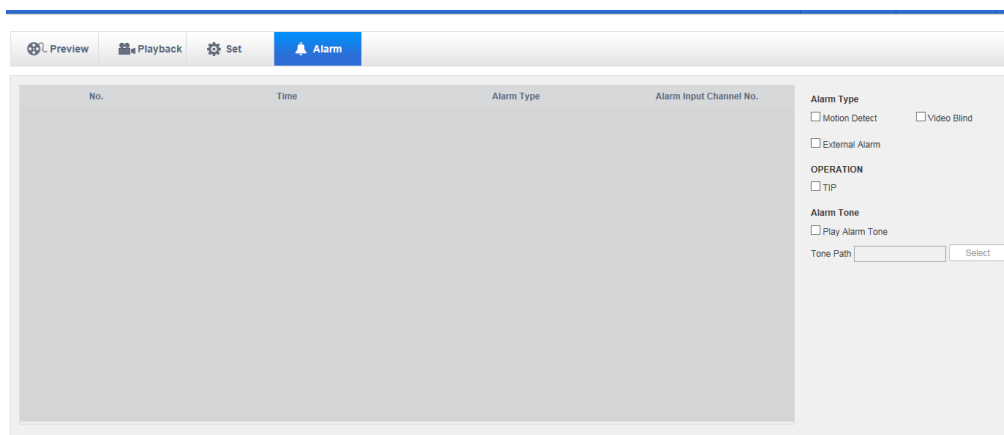 Preview Playback Set Alarm
No. Time Alarm Type Alarm Input Channel No.
Alarm Type
Motion Detect Video Blind
External Alarm
OPERATION
TIP
Alarm Tone
Play Alarm Tone
Tone Path Select